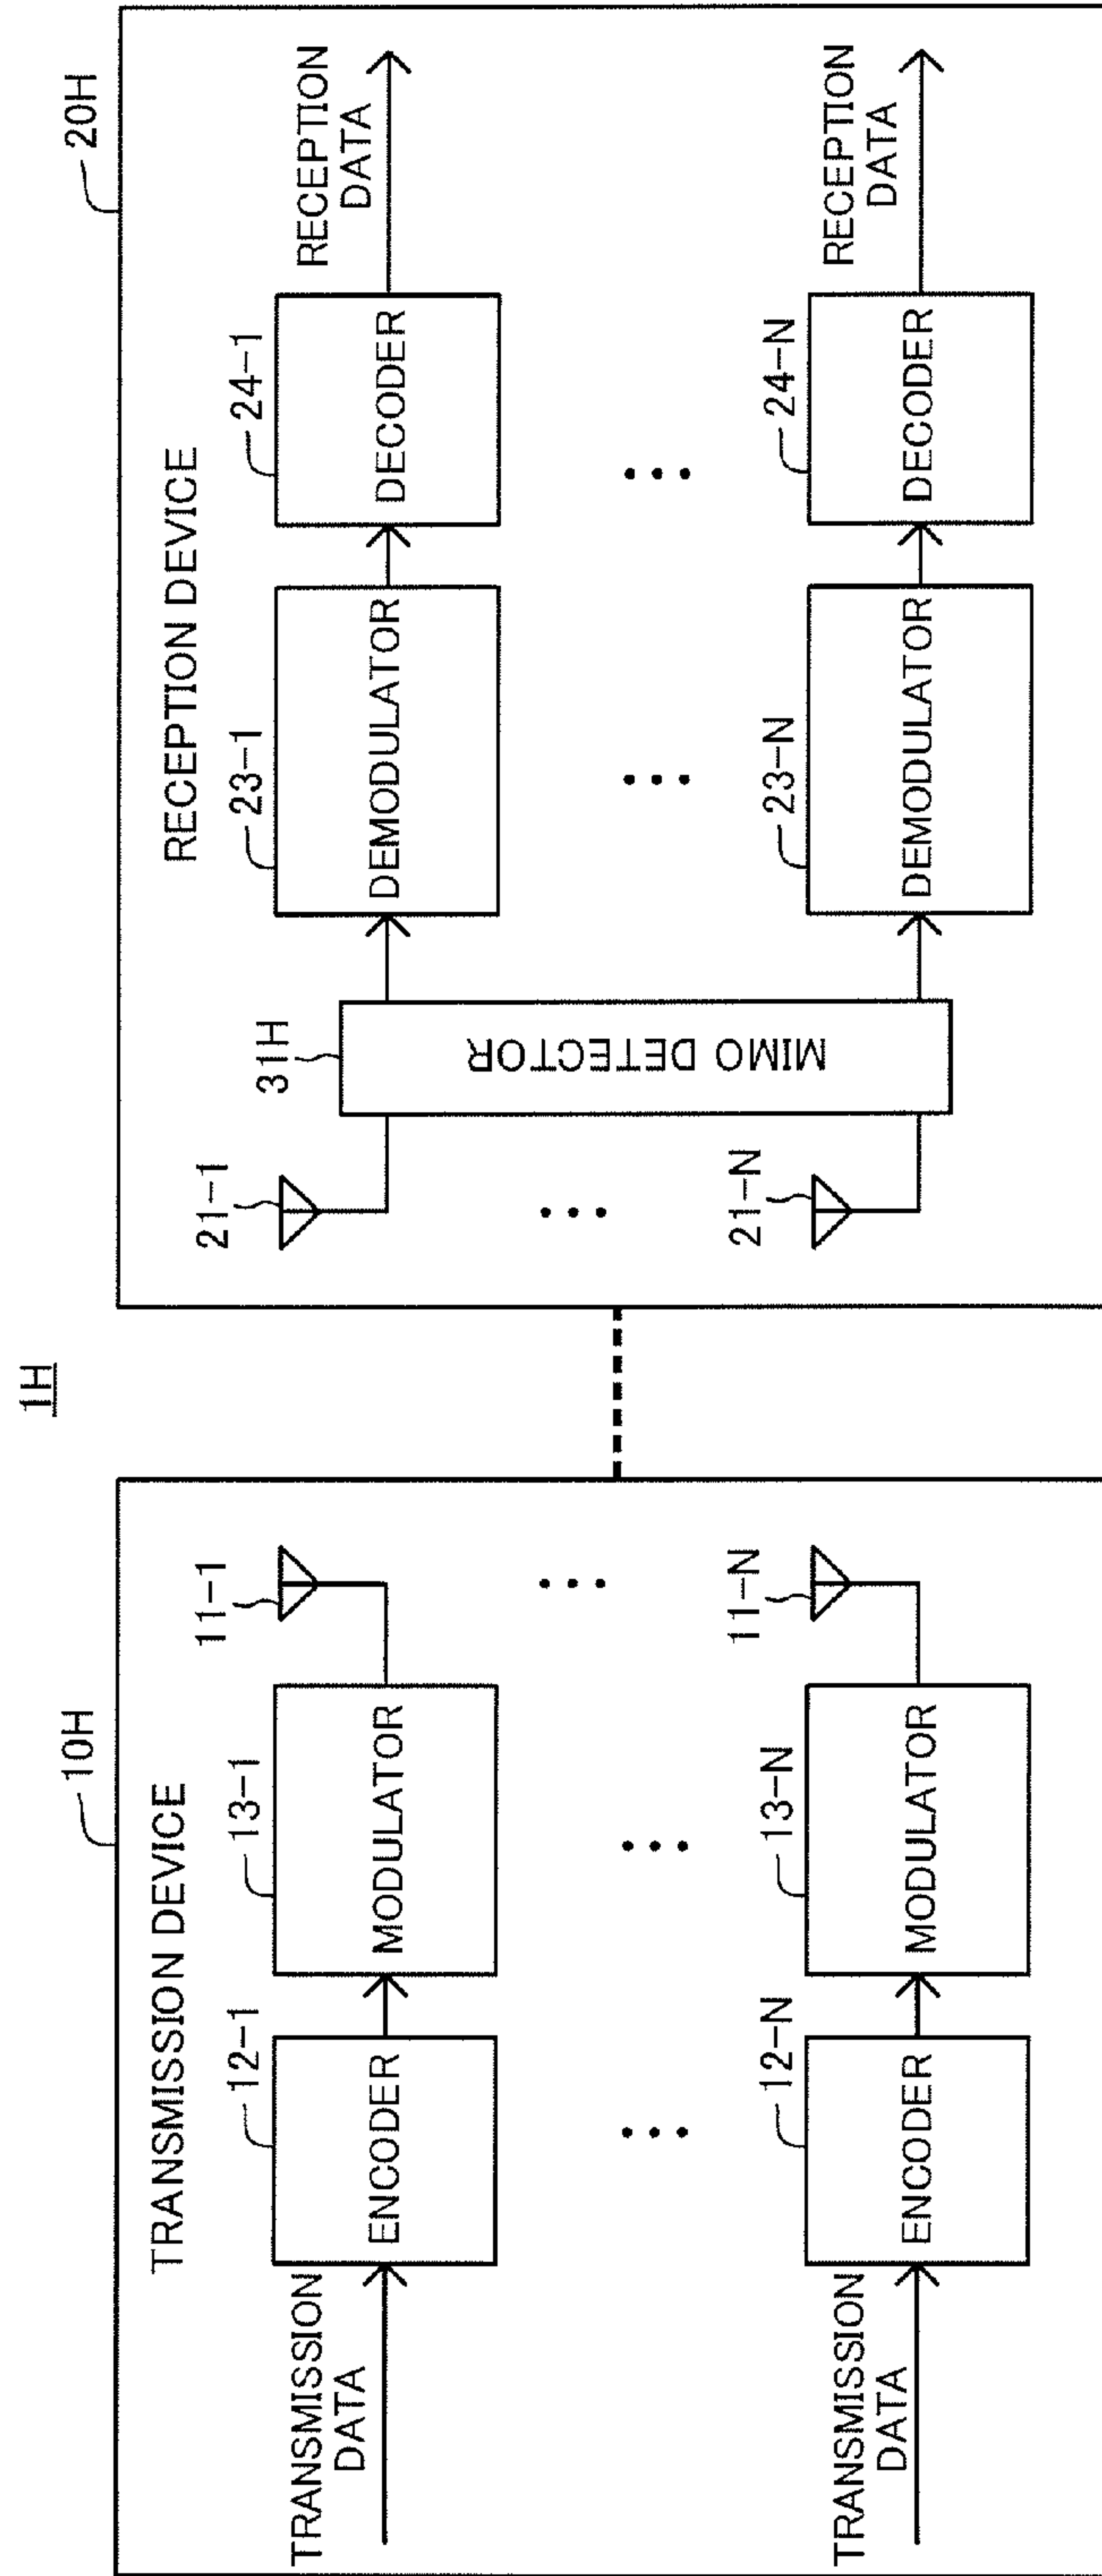 1H
10H
TRANSMISSION DEVICE
TRANSMISSION
DATA
12-1
ENCODER
13-1
MODULATOR
11-1
TRANSMISSION
DATA
12-N
ENCODER
13-N
MODULATOR
11-N
20H
RECEPTION DEVICE
21-1
31H
MIMO DETECTOR
23-1
DEMODULATOR
24-1
DECODER
RECEPTION
DATA
21-N
23-N
DEMODULATOR
24-N
DECODER
RECEPTION
DATA